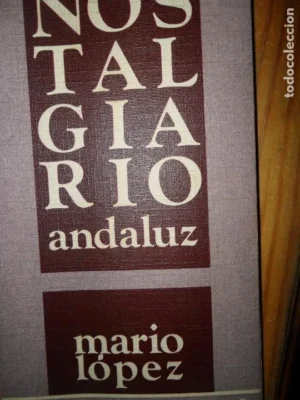 NOS
TAL
GIA
RIO
andaluz
mario
lópez
todocoleccion